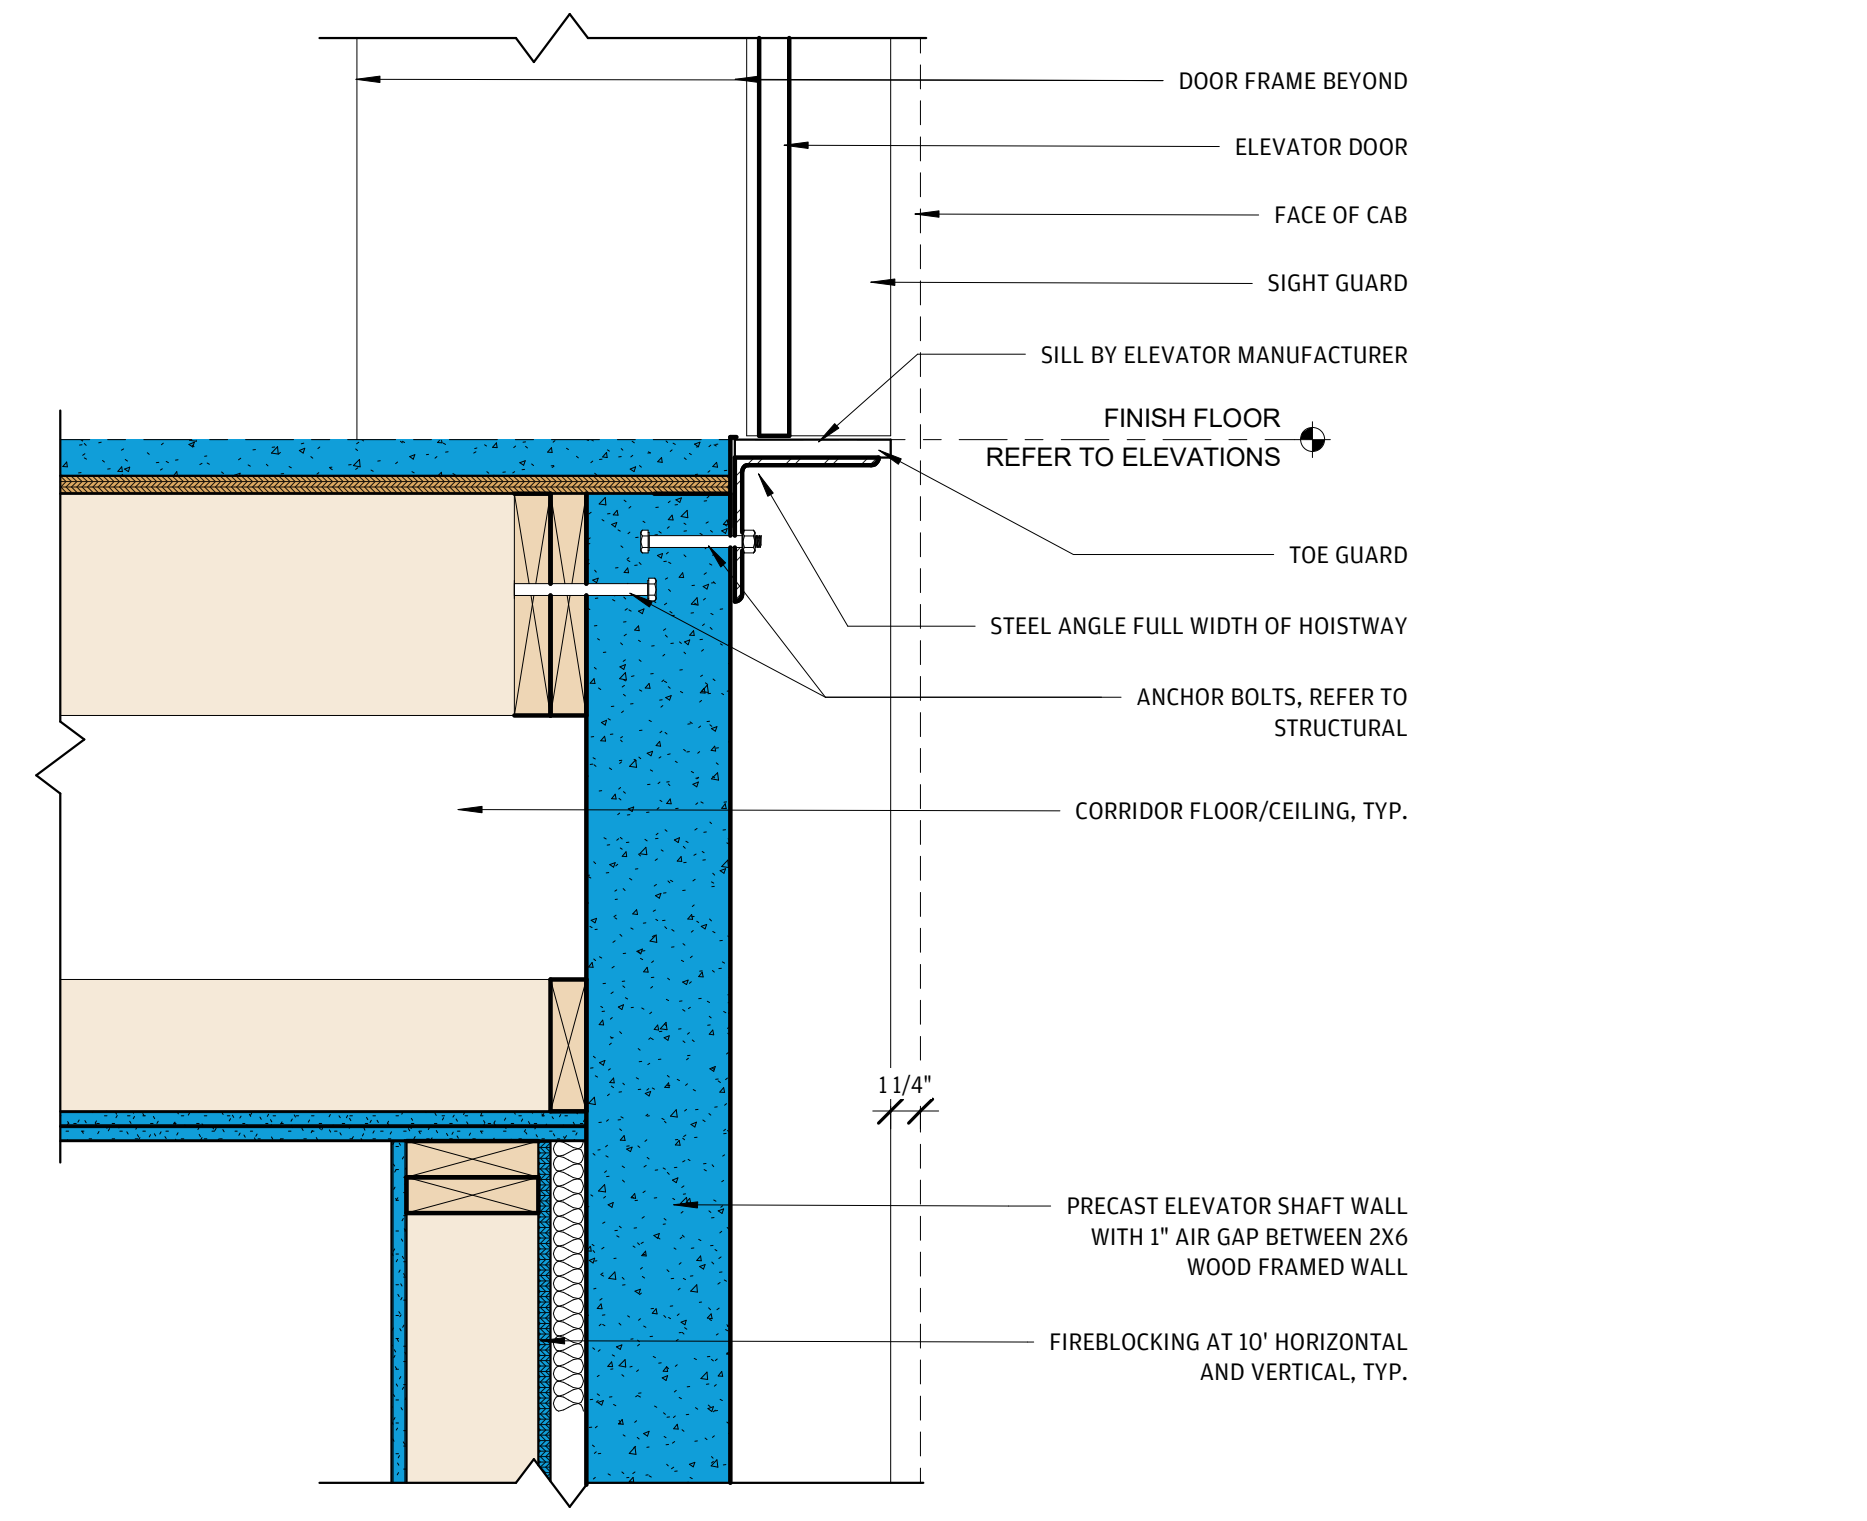 DOOR FRAME BEYOND
ELEVATOR DOOR
FACE OF CAB
SIGHT GUARD
SILL BY ELEVATOR MANUFACTURER
FINISH FLOOR
REFER TO ELEVATIONS
TOE GUARD
STEEL ANGLE FULL WIDTH OF HOISTWAY
ANCHOR BOLTS, REFER TO
STRUCTURAL
CORRIDOR FLOOR/CEILING, TYP.
1 1/4"
PRECAST ELEVATOR SHAFT WALL
WITH 1" AIR GAP BETWEEN 2X6
WOOD FRAMED WALL
FIREBLOCKING AT 10' HORIZONTAL
AND VERTICAL, TYP.